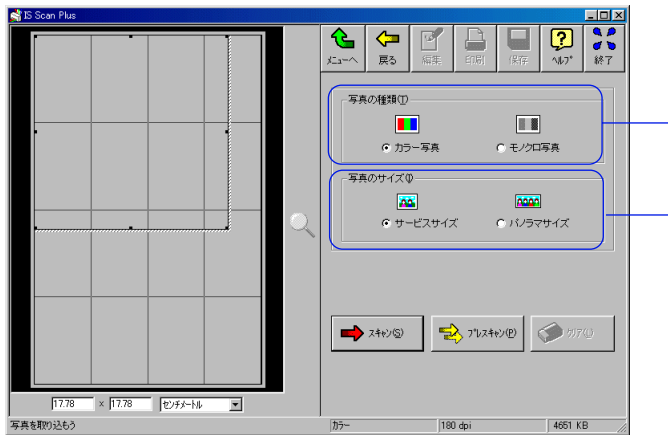 IS Scan Plus
メニューへ
戻る
編集
印刷
保存
ヘルプ
終了
写真の種類(T)
カラー写真
モノクロ写真
写真のサイズ(I)
サービスサイズ
パノラマサイズ
スキャン(S)
プレスキャン(P)
クリア(L)
17.78 × 17.78 センチメートル
写真を取り込もう
カラー
180 dpi
4651 KB